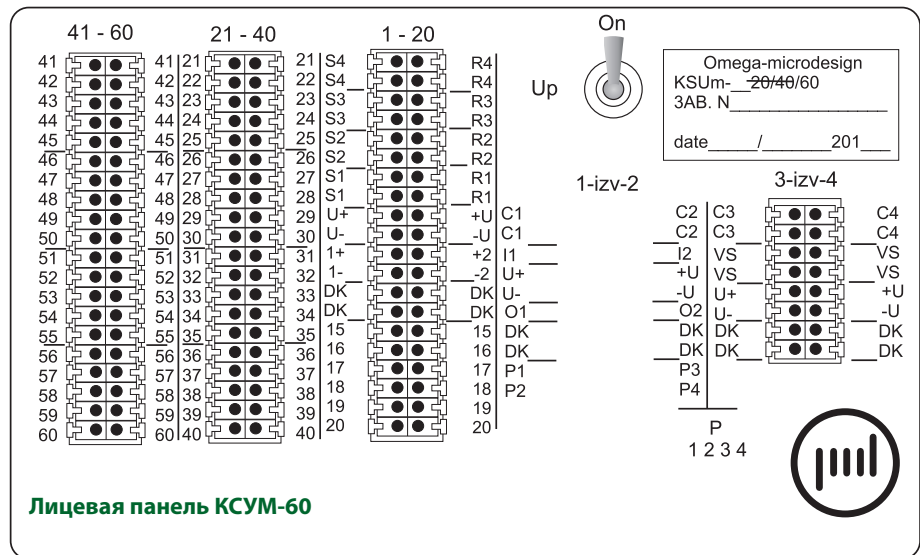 41 - 60 21 - 40 1 - 20 On
Up
Omega-microdesign
KSUm-__20/40/60
3AB. N_________________
date_____/_______201___
1-izv-2 3-izv-4
41 41 21 21 S4 R4
42 42 22 22 S4 R4
43 43 23 23 S3 R3
44 44 24 24 S3 R3
45 45 25 25 S2 R2
46 46 26 26 S2 R2
47 47 27 27 S1 R1
48 48 28 28 S1 R1
49 49 29 29 U+ +U C1 C2 C3 C4
50 50 30 30 U- -U C1 C2 C3 C4
51 51 31 31 1+ +2 I1 I2 VS VS
52 52 32 32 1- -2 U+ +U VS VS
53 53 33 33 DK DK U- -U U+ +U
54 54 34 34 DK DK O1 O2 U- -U
55 55 35 35 15 15 DK DK DK DK
56 56 36 36 16 16 DK DK DK DK
57 57 37 37 17 17 P1 P3
58 58 38 38 18 18 P2 P4
59 59 39 39 19 19
60 60 40 40 20 20
P
1 2 3 4
Лицевая панель КСУМ-60